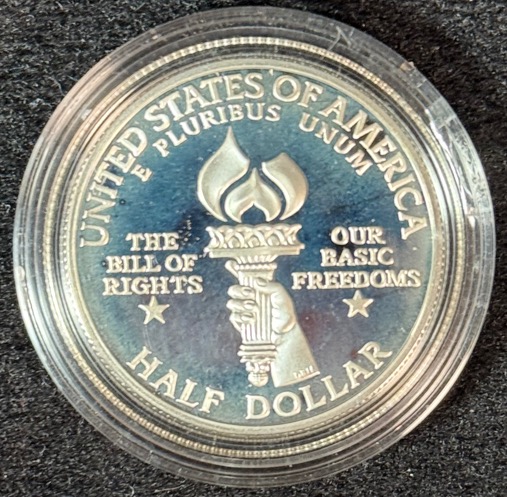 UNITED STATES OF AMERICA
E PLURIBUS UNUM
THE
BILL OF
RIGHTS
OUR
BASIC
FREEDOMS
HALF DOLLAR